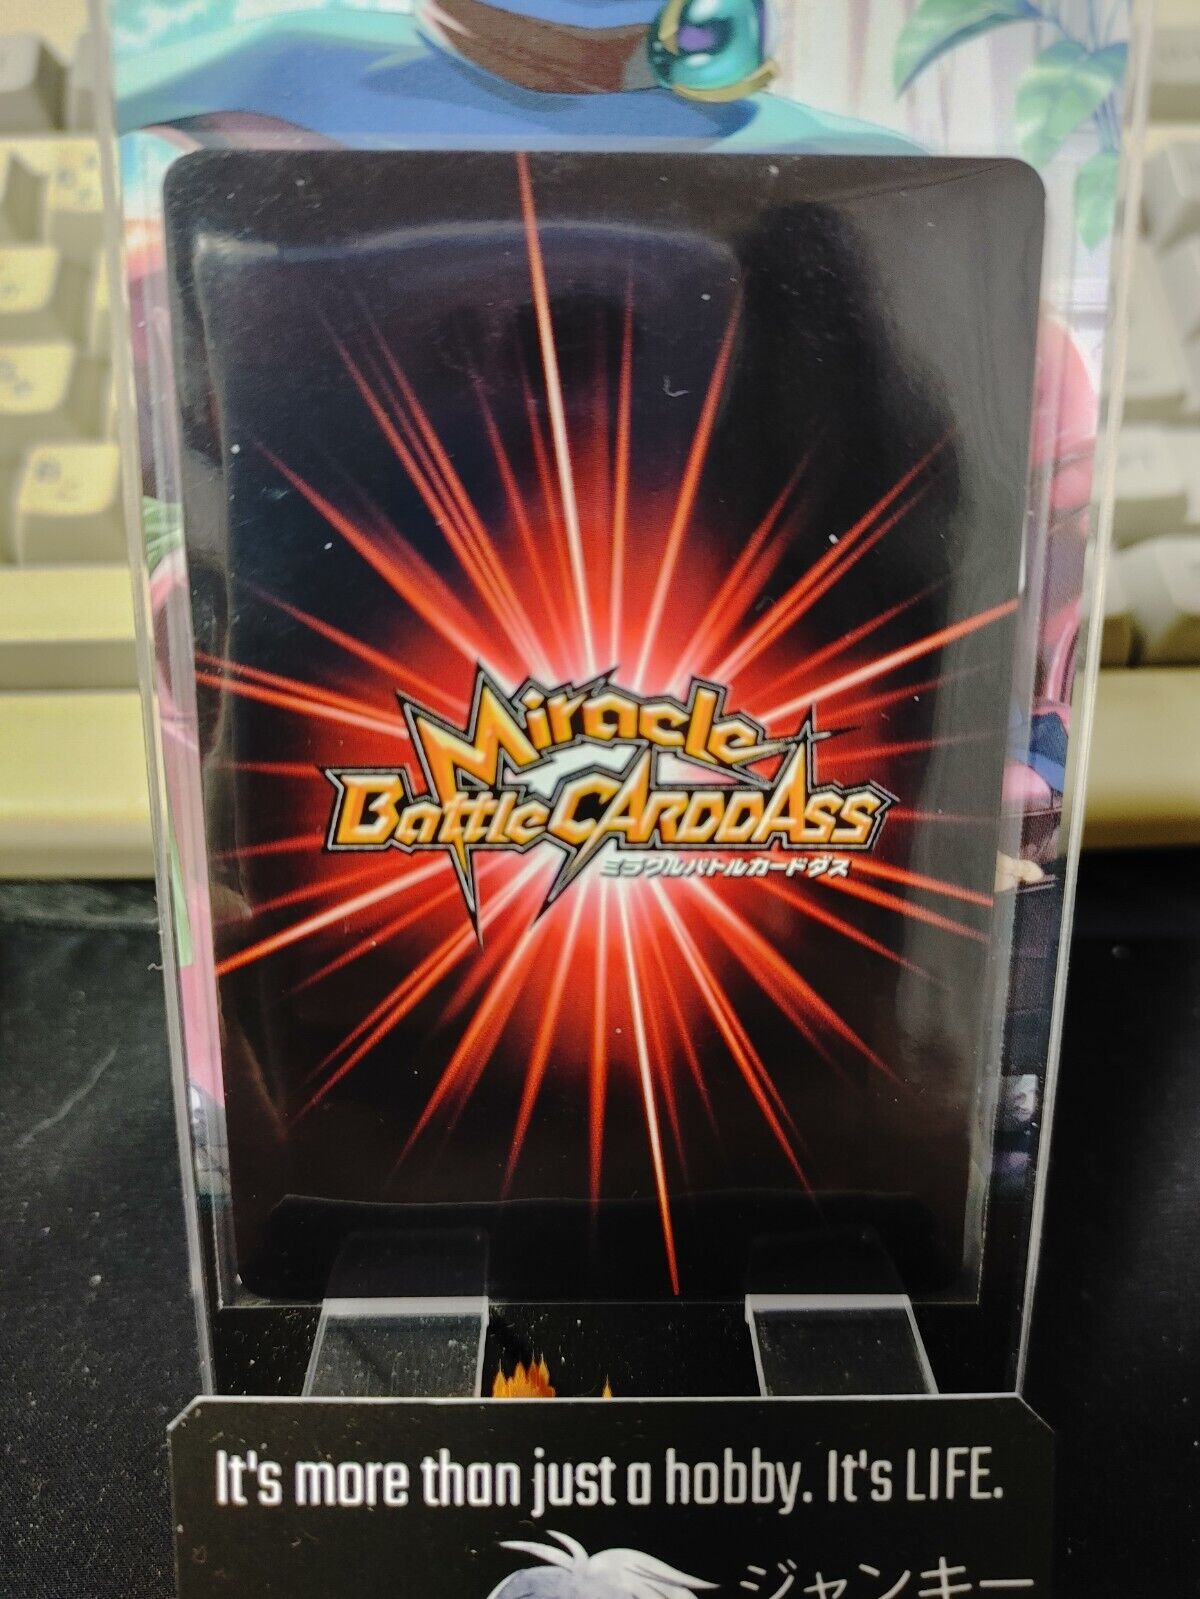 Miracle
Battle CARDDASS
ミラクルバトルカードダス
It's more than just a hobby. It's LIFE.
ジャンキー